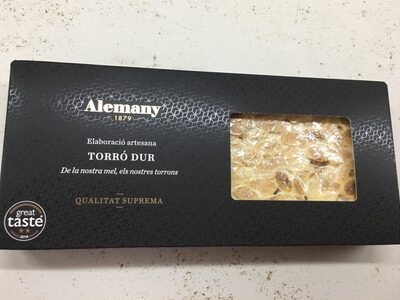 Alemany
1879
Elaboració artesana
TORRÓ DUR
De la nostra mel, els nostres torrons
QUALITAT SUPREMA
great
taste